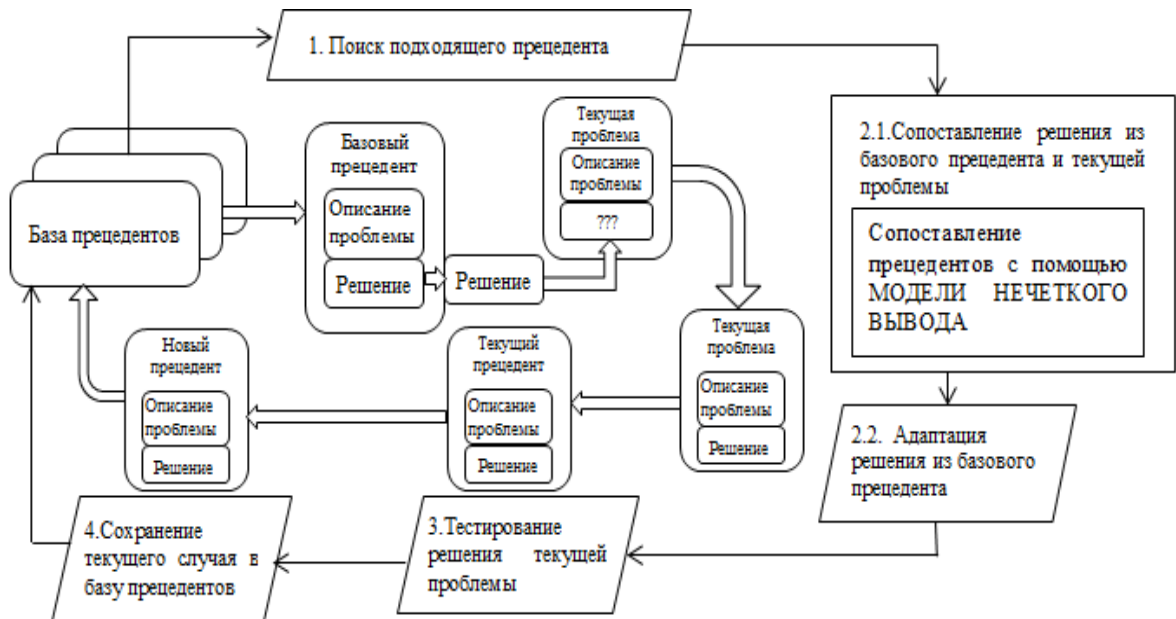 1. Поиск подходящего прецедента
База прецедентов
Базовый
прецедент
Описание
проблемы
Решение
Решение
Текущая
проблема
Описание
проблемы
???
2.1.Сопоставление решения из
базового прецедента и текущей
проблемы
Сопоставление
прецедентов с помощью
МОДЕЛИ НЕЧЕТКОГО
ВЫВОДА
Новый
прецедент
Описание
проблемы
Решение
Текущий
прецедент
Описание
проблемы
Решение
Текущая
проблема
Описание
проблемы
Решение
2.2. Адаптация
решения из базового
прецедента
4.Сохранение
текущего случая в
базу прецедентов
3.Тестирование
решения текущей
проблемы